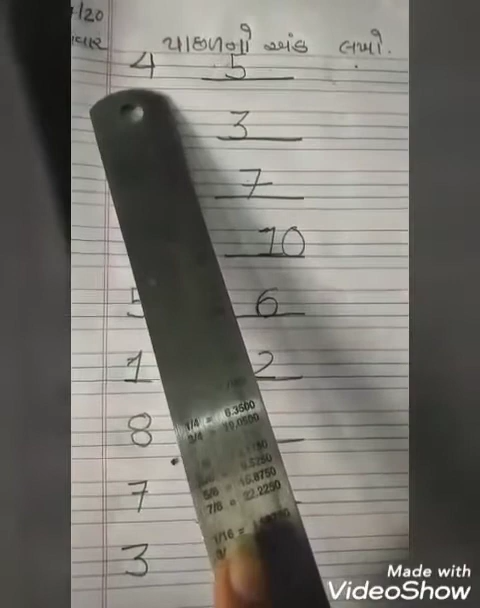 /20
વાર પાછળનો અંક લખો.
4 5
3
7
10
5 6
1 2
8
7
3
1/4 = 6.3500
3/4 = 19.0500
5/8 = 15.8750
7/8 = 22.2250
1/16 =
Made with
VideoShow